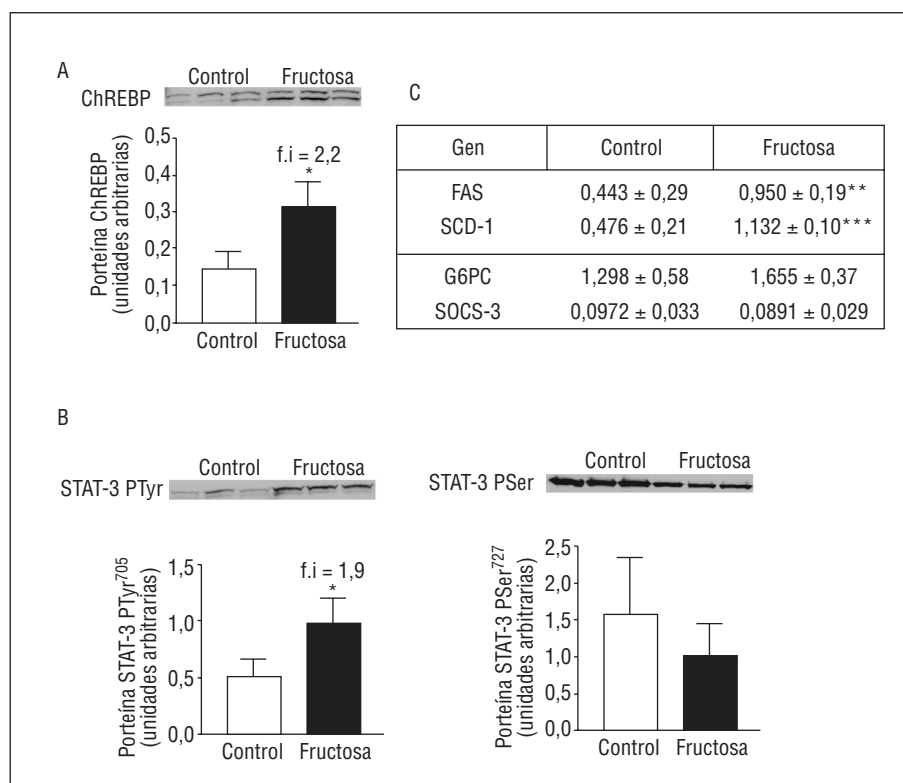 A
Control Fructosa
ChREBP
Porteína ChREBP
(unidades arbitrarias)
0,5
0,4
0,3
0,2
0,1
0,0
f.i = 2,2
*
Control Fructosa
C
Gen Control Fructosa
FAS 0,443 ± 0,29 0,950 ± 0,19**
SCD-1 0,476 ± 0,21 1,132 ± 0,10***
G6PC 1,298 ± 0,58 1,655 ± 0,37
SOCS-3 0,0972 ± 0,033 0,0891 ± 0,029
B
Control Fructosa
STAT-3 PTyr
Porteína STAT-3 PTyr⁷⁰⁵
(unidades arbitrarias)
1,5
1,0
0,5
0,0
f.i = 1,9
*
Control Fructosa
Control Fructosa
STAT-3 PSer
Porteína STAT-3 PSer⁷²⁷
(unidades arbitrarias)
2,5
2,0
1,5
1,0
0,5
0,0
Control Fructosa